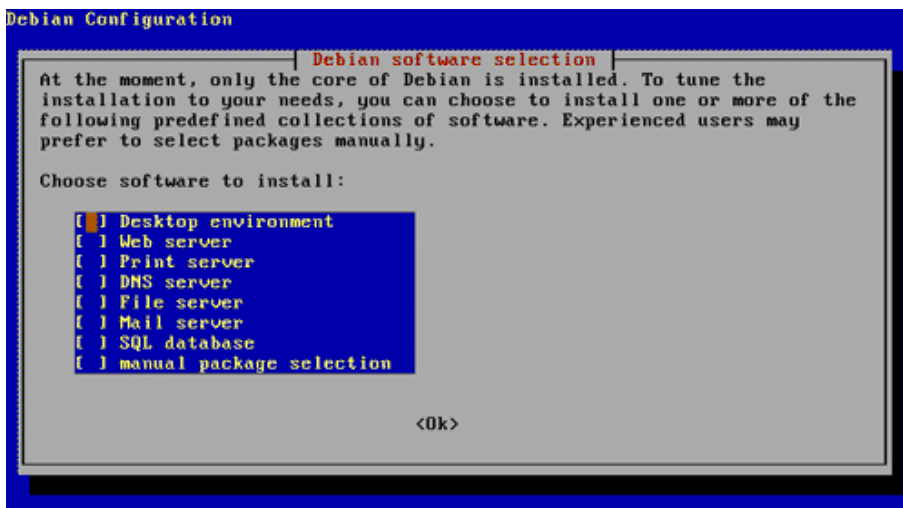 Debian Configuration
Debian software selection
At the moment, only the core of Debian is installed. To tune the
installation to your needs, you can choose to install one or more of the
following predefined collections of software. Experienced users may
prefer to select packages manually.
Choose software to install:
[ ] Desktop environment
[ ] Web server
[ ] Print server
[ ] DNS server
[ ] File server
[ ] Mail server
[ ] SQL database
[ ] manual package selection
<Ok>